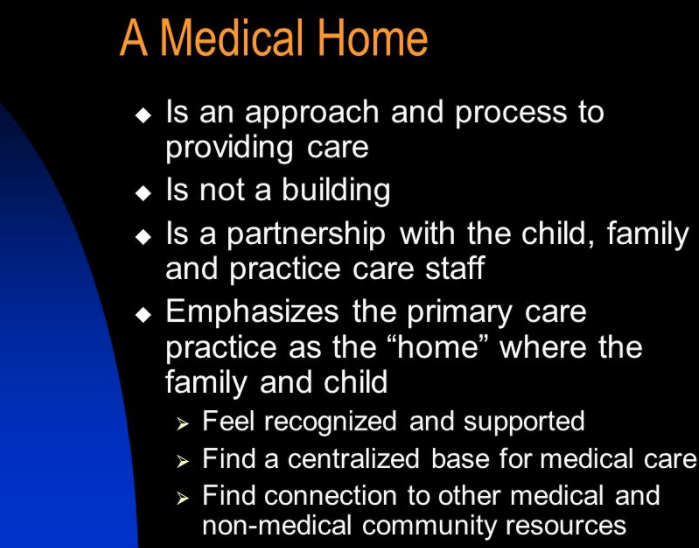 A Medical Home
Is an approach and process to
providing care
Is not a building
Is a partnership with the child, family
and practice care staff
Emphasizes the primary care
practice as the “home” where the
family and child
Feel recognized and supported
Find a centralized base for medical care
Find connection to other medical and
non-medical community resources